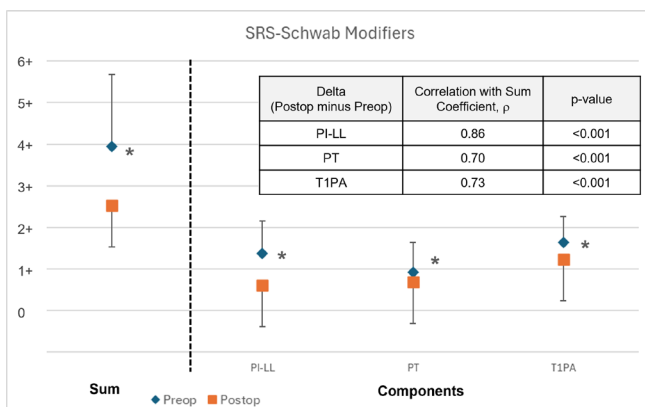 SRS-Schwab Modifiers
6+
5+
4+
3+
2+
1+
0
*
*
*
*
Delta
(Postop minus Preop)
Correlation with Sum
Coefficient, ρ
p-value
PI-LL 0.86 <0.001
PT 0.70 <0.001
T1PA 0.73 <0.001
PI-LL PT T1PA
Sum Components
Preop Postop